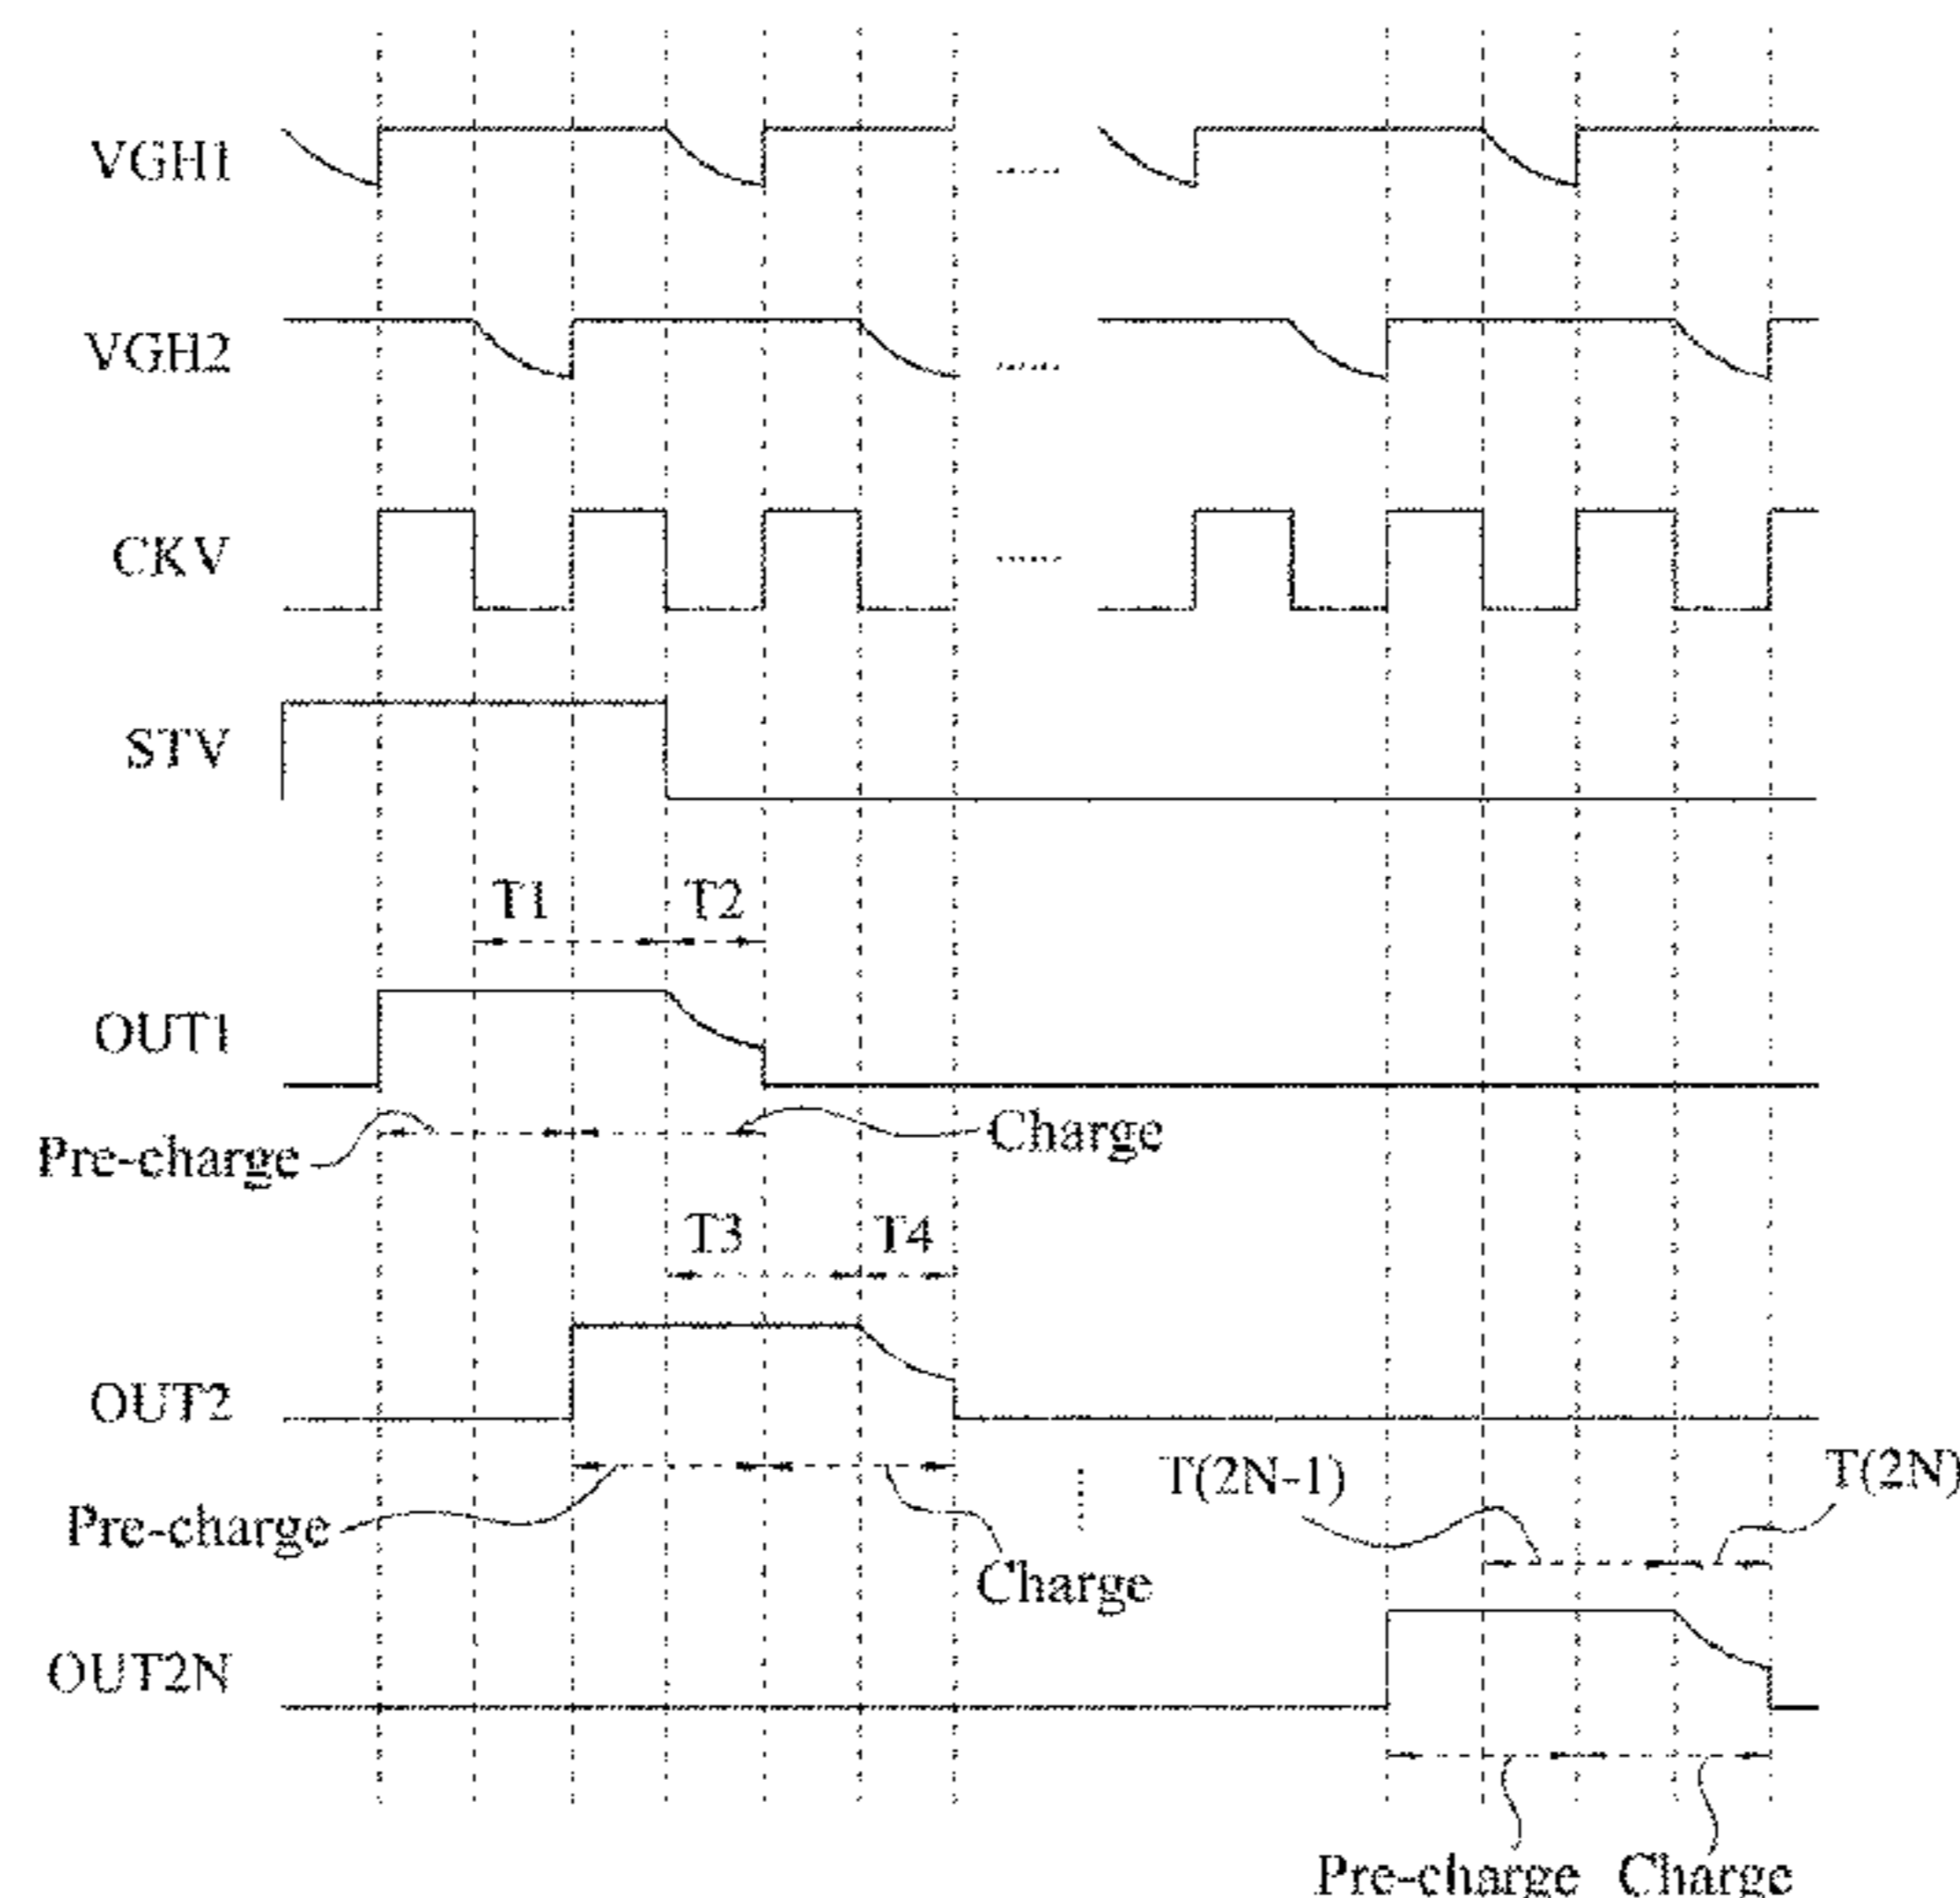 VGH1
VGH2
CKV
STV
T1 T2
OUT1
Pre-charge Charge
T3 T4
OUT2
T(2N-1) T(2N)
Pre-charge Charge
OUT2N
Pre-charge Charge